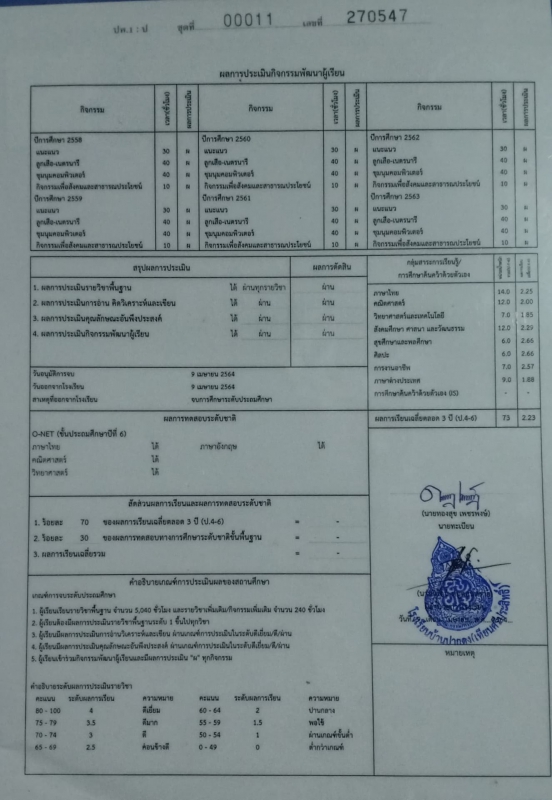 ปพ.1 : ป ชุดที่ 00011 เลขที่ 270547
ผลการประเมินกิจกรรมพัฒนาผู้เรียน
กิจกรรม เวลา(ชั่วโมง) ผลการประเมิน กิจกรรม เวลา(ชั่วโมง) ผลการประเมิน กิจกรรม เวลา(ชั่วโมง) ผลการประเมิน
ปีการศึกษา 2558 ปีการศึกษา 2560 ปีการศึกษา 2562
แนะแนว 30 ผ แนะแนว 30 ผ แนะแนว 30 ผ
ลูกเสือ-เนตรนารี 40 ผ ลูกเสือ-เนตรนารี 40 ผ ลูกเสือ-เนตรนารี 40 ผ
ชุมนุมคอมพิวเตอร์ 40 ผ ชุมนุมคอมพิวเตอร์ 40 ผ ชุมนุมคอมพิวเตอร์ 40 ผ
กิจกรรมเพื่อสังคมและสาธารณประโยชน์ 10 ผ กิจกรรมเพื่อสังคมและสาธารณประโยชน์ 10 ผ กิจกรรมเพื่อสังคมและสาธารณประโยชน์ 10 ผ
ปีการศึกษา 2559 ปีการศึกษา 2561 ปีการศึกษา 2563
แนะแนว 30 ผ แนะแนว 30 ผ แนะแนว 30 ผ
ลูกเสือ-เนตรนารี 40 ผ ลูกเสือ-เนตรนารี 40 ผ ลูกเสือ-เนตรนารี 40 ผ
ชุมนุมคอมพิวเตอร์ 40 ผ ชุมนุมคอมพิวเตอร์ 40 ผ ชุมนุมคอมพิวเตอร์ 40 ผ
กิจกรรมเพื่อสังคมและสาธารณประโยชน์ 10 ผ กิจกรรมเพื่อสังคมและสาธารณประโยชน์ 10 ผ กิจกรรมเพื่อสังคมและสาธารณประโยชน์ 10 ผ
สรุปผลการประเมิน ผลการตัดสิน
1. ผลการประเมินรายวิชาพื้นฐาน ได้ ผ่านทุกรายวิชา ผ่าน
2. ผลการประเมินการอ่าน คิดวิเคราะห์และเขียน ได้ ผ่าน ผ่าน
3. ผลการประเมินคุณลักษณะอันพึงประสงค์ ได้ ผ่าน ผ่าน
4. ผลประเมินกิจกรรมพัฒนาผู้เรียน ได้ ผ่าน ผ่าน
วันอนุมัติการจบ 9 เมษายน 2564
วันออกจากโรงเรียน 9 เมษายน 2564
สาเหตุที่ออกจากโรงเรียน จบการศึกษาระดับประถมศึกษา
กลุ่มสาระการเรียนรู้/
การศึกษาค้นคว้าด้วยตัวเอง
ภาษาไทย 14.0 2.25
คณิตศาสตร์ 12.0 2.00
วิทยาศาสตร์และเทคโนโลยี 7.0 1.85
สังคมศึกษา ศาสนา และวัฒนธรรม 12.0 2.20
สุขศึกษาและพลศึกษา 6.0 2.66
ศิลปะ 6.0 2.66
การงานอาชีพ 7.0 2.57
ภาษาต่างประเทศ 9.0 1.88
การศึกษาค้นคว้าด้วยตัวเอง (IS) - -
ผลการเรียนเฉลี่ยตลอด 3 ปี (ป.4-6) 73 2.23
ผลการทดสอบระดับชาติ
O-NET (ชั้นประถมศึกษาปีที่ 6)
ภาษาไทย ได้ ภาษาอังกฤษ ได้
คณิตศาสตร์ ได้
วิทยาศาสตร์ ได้
สัดส่วนผลการเรียนและผลการทดสอบระดับชาติ
1. ร้อยละ 70 ของผลการเรียนเฉลี่ยตลอด 3 ปี (ป.4-6) = -
2. ร้อยละ 30 ของผลการทดสอบทางการศึกษาระดับชาติขั้นพื้นฐาน = -
3. ผลการเรียนเฉลี่ยรวม = -
(นายทองสุข เพชรพงษ์)
นายทะเบียน
หมายเหตุ
คำอธิบายเกณฑ์การประเมินผลของสถานศึกษา
เกณฑ์การจบระดับประถมศึกษา
1. ผู้เรียนเรียนรายวิชาพื้นฐาน จำนวน 5,040 ชั่วโมง และรายวิชาเพิ่มเติม/กิจกรรมเพิ่มเติม จำนวน 240 ชั่วโมง
2. ผู้เรียนต้องมีผลการประเมินรายวิชาพื้นฐานระดับ 1 ขึ้นไปทุกวิชา
3. ผู้เรียนมีผลการประเมินการอ่านวิเคราะห์และเขียน ผ่านเกณฑ์การประเมินในระดับดีเยี่ยม/ดี/ผ่าน
4. ผู้เรียนมีผลการประเมินคุณลักษณะอันพึงประสงค์ ผ่านเกณฑ์การประเมินในระดับดีเยี่ยม/ดี/ผ่าน
5. ผู้เรียนเข้าร่วมกิจกรรมพัฒนาผู้เรียนและมีผลการประเมิน "ผ" ทุกกิจกรรม
คำอธิบายระดับผลการประเมินรายวิชา
คะแนน ระดับผลการเรียน ความหมาย คะแนน ระดับผลการเรียน ความหมาย
80 - 100 4 ดีเยี่ยม 60 - 64 2 ปานกลาง
75 - 79 3.5 ดีมาก 55 - 59 1.5 พอใช้
70 - 74 3 ดี 50 - 54 1 ผ่านเกณฑ์ขั้นต่ำ
65 - 69 2.5 ค่อนข้างดี 0 - 49 0 ต่ำกว่าเกณฑ์